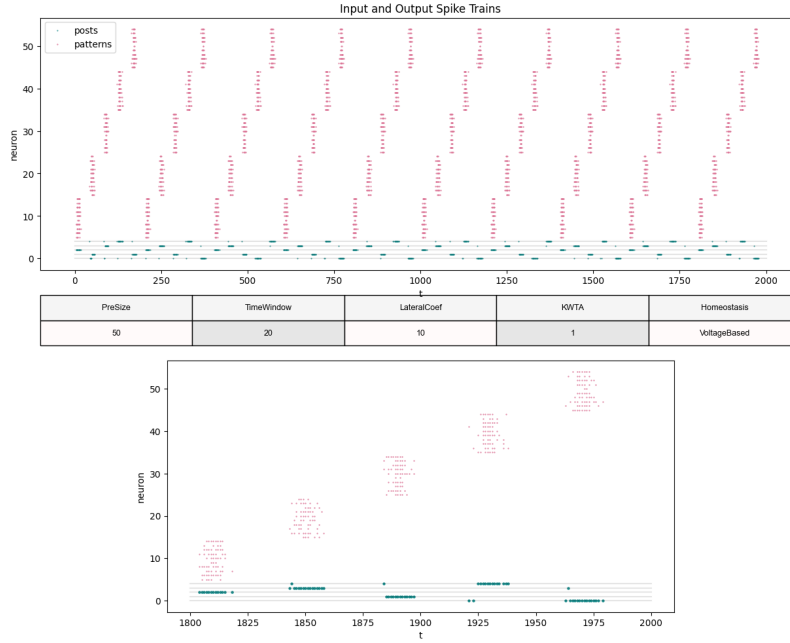 Input and Output Spike Trains
posts
patterns
50
40
30
20
10
0
neuron
0 250 500 750 1000 1250 1500 1750 2000
t
PreSize TimeWindow LateralCoef KWTA Homeostasis
50 20 10 1 VoltageBased
50
40
30
20
10
0
neuron
1800 1825 1850 1875 1900 1925 1950 1975 2000
t